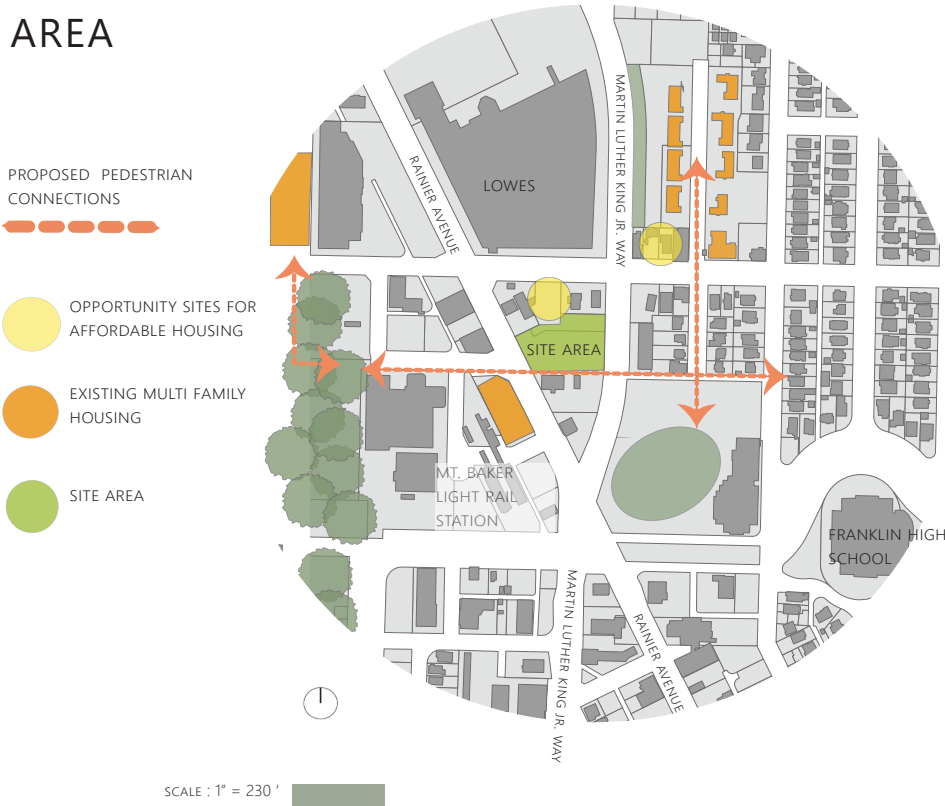 AREA
PROPOSED PEDESTRIAN
CONNECTIONS
OPPORTUNITY SITES FOR
AFFORDABLE HOUSING
EXISTING MULTI FAMILY
HOUSING
SITE AREA
RAINIER AVENUE
LOWES
MARTIN LUTHER KING JR. WAY
SITE AREA
MT. BAKER
LIGHT RAIL
STATION
FRANKLIN HIGH
SCHOOL
MARTIN LUTHER KING JR. WAY
RAINIER AVENUE
SCALE : 1" = 230 '